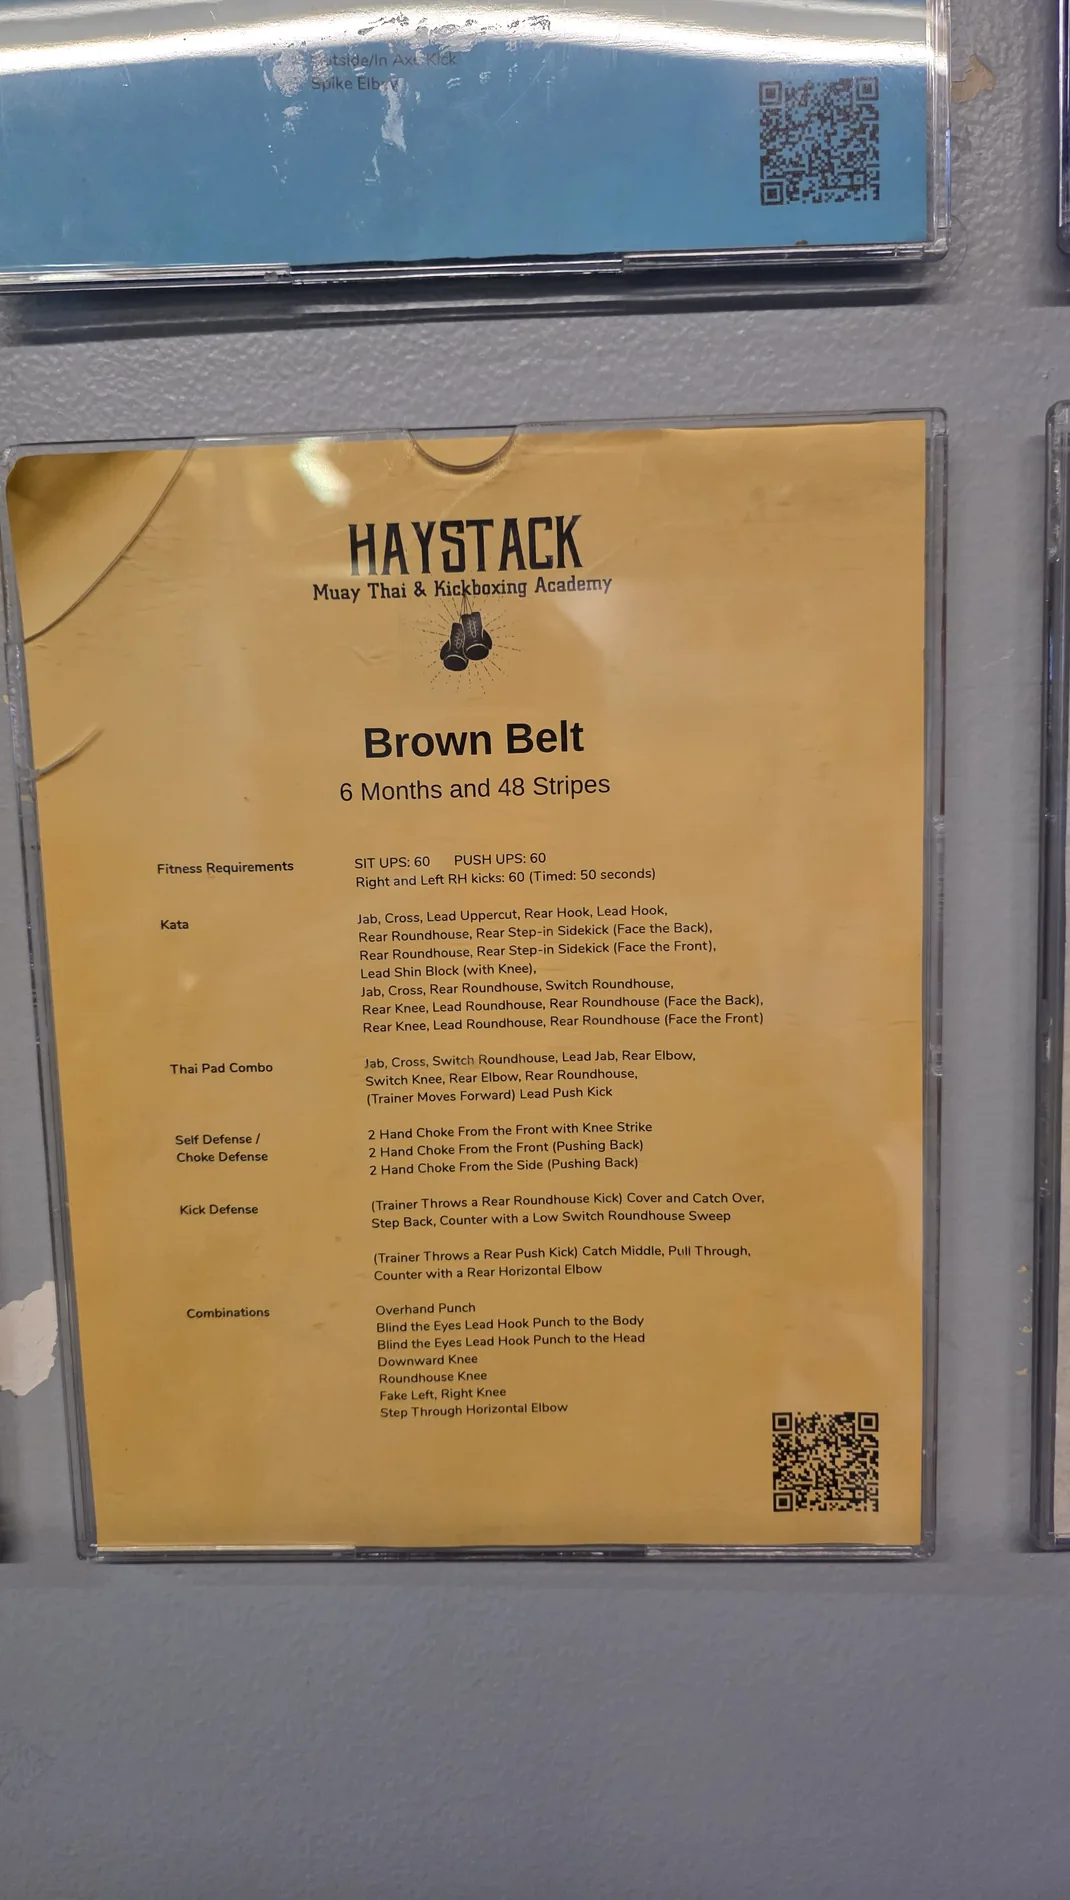 Outside/In Axe Kick
Spike Elbow
HAYSTACK
Muay Thai & Kickboxing Academy
Brown Belt
6 Months and 48 Stripes
Fitness Requirements
SIT UPS: 60 PUSH UPS: 60
Right and Left RH kicks: 60 (Timed: 50 seconds)
Kata
Jab, Cross, Lead Uppercut, Rear Hook, Lead Hook,
Rear Roundhouse, Rear Step-in Sidekick (Face the Back),
Rear Roundhouse, Rear Step-in Sidekick (Face the Front),
Lead Shin Block (with Knee),
Jab, Cross, Rear Roundhouse, Switch Roundhouse,
Rear Knee, Lead Roundhouse, Rear Roundhouse (Face the Back),
Rear Knee, Lead Roundhouse, Rear Roundhouse (Face the Front)
Thai Pad Combo
Jab, Cross, Switch Roundhouse, Lead Jab, Rear Elbow,
Switch Knee, Rear Elbow, Rear Roundhouse,
(Trainer Moves Forward) Lead Push Kick
Self Defense /
Choke Defense
2 Hand Choke From the Front with Knee Strike
2 Hand Choke From the Front (Pushing Back)
2 Hand Choke From the Side (Pushing Back)
Kick Defense
(Trainer Throws a Rear Roundhouse Kick) Cover and Catch Over,
Step Back, Counter with a Low Switch Roundhouse Sweep
(Trainer Throws a Rear Push Kick) Catch Middle, Pull Through,
Counter with a Rear Horizontal Elbow
Combinations
Overhand Punch
Blind the Eyes Lead Hook Punch to the Body
Blind the Eyes Lead Hook Punch to the Head
Downward Knee
Roundhouse Knee
Fake Left, Right Knee
Step Through Horizontal Elbow